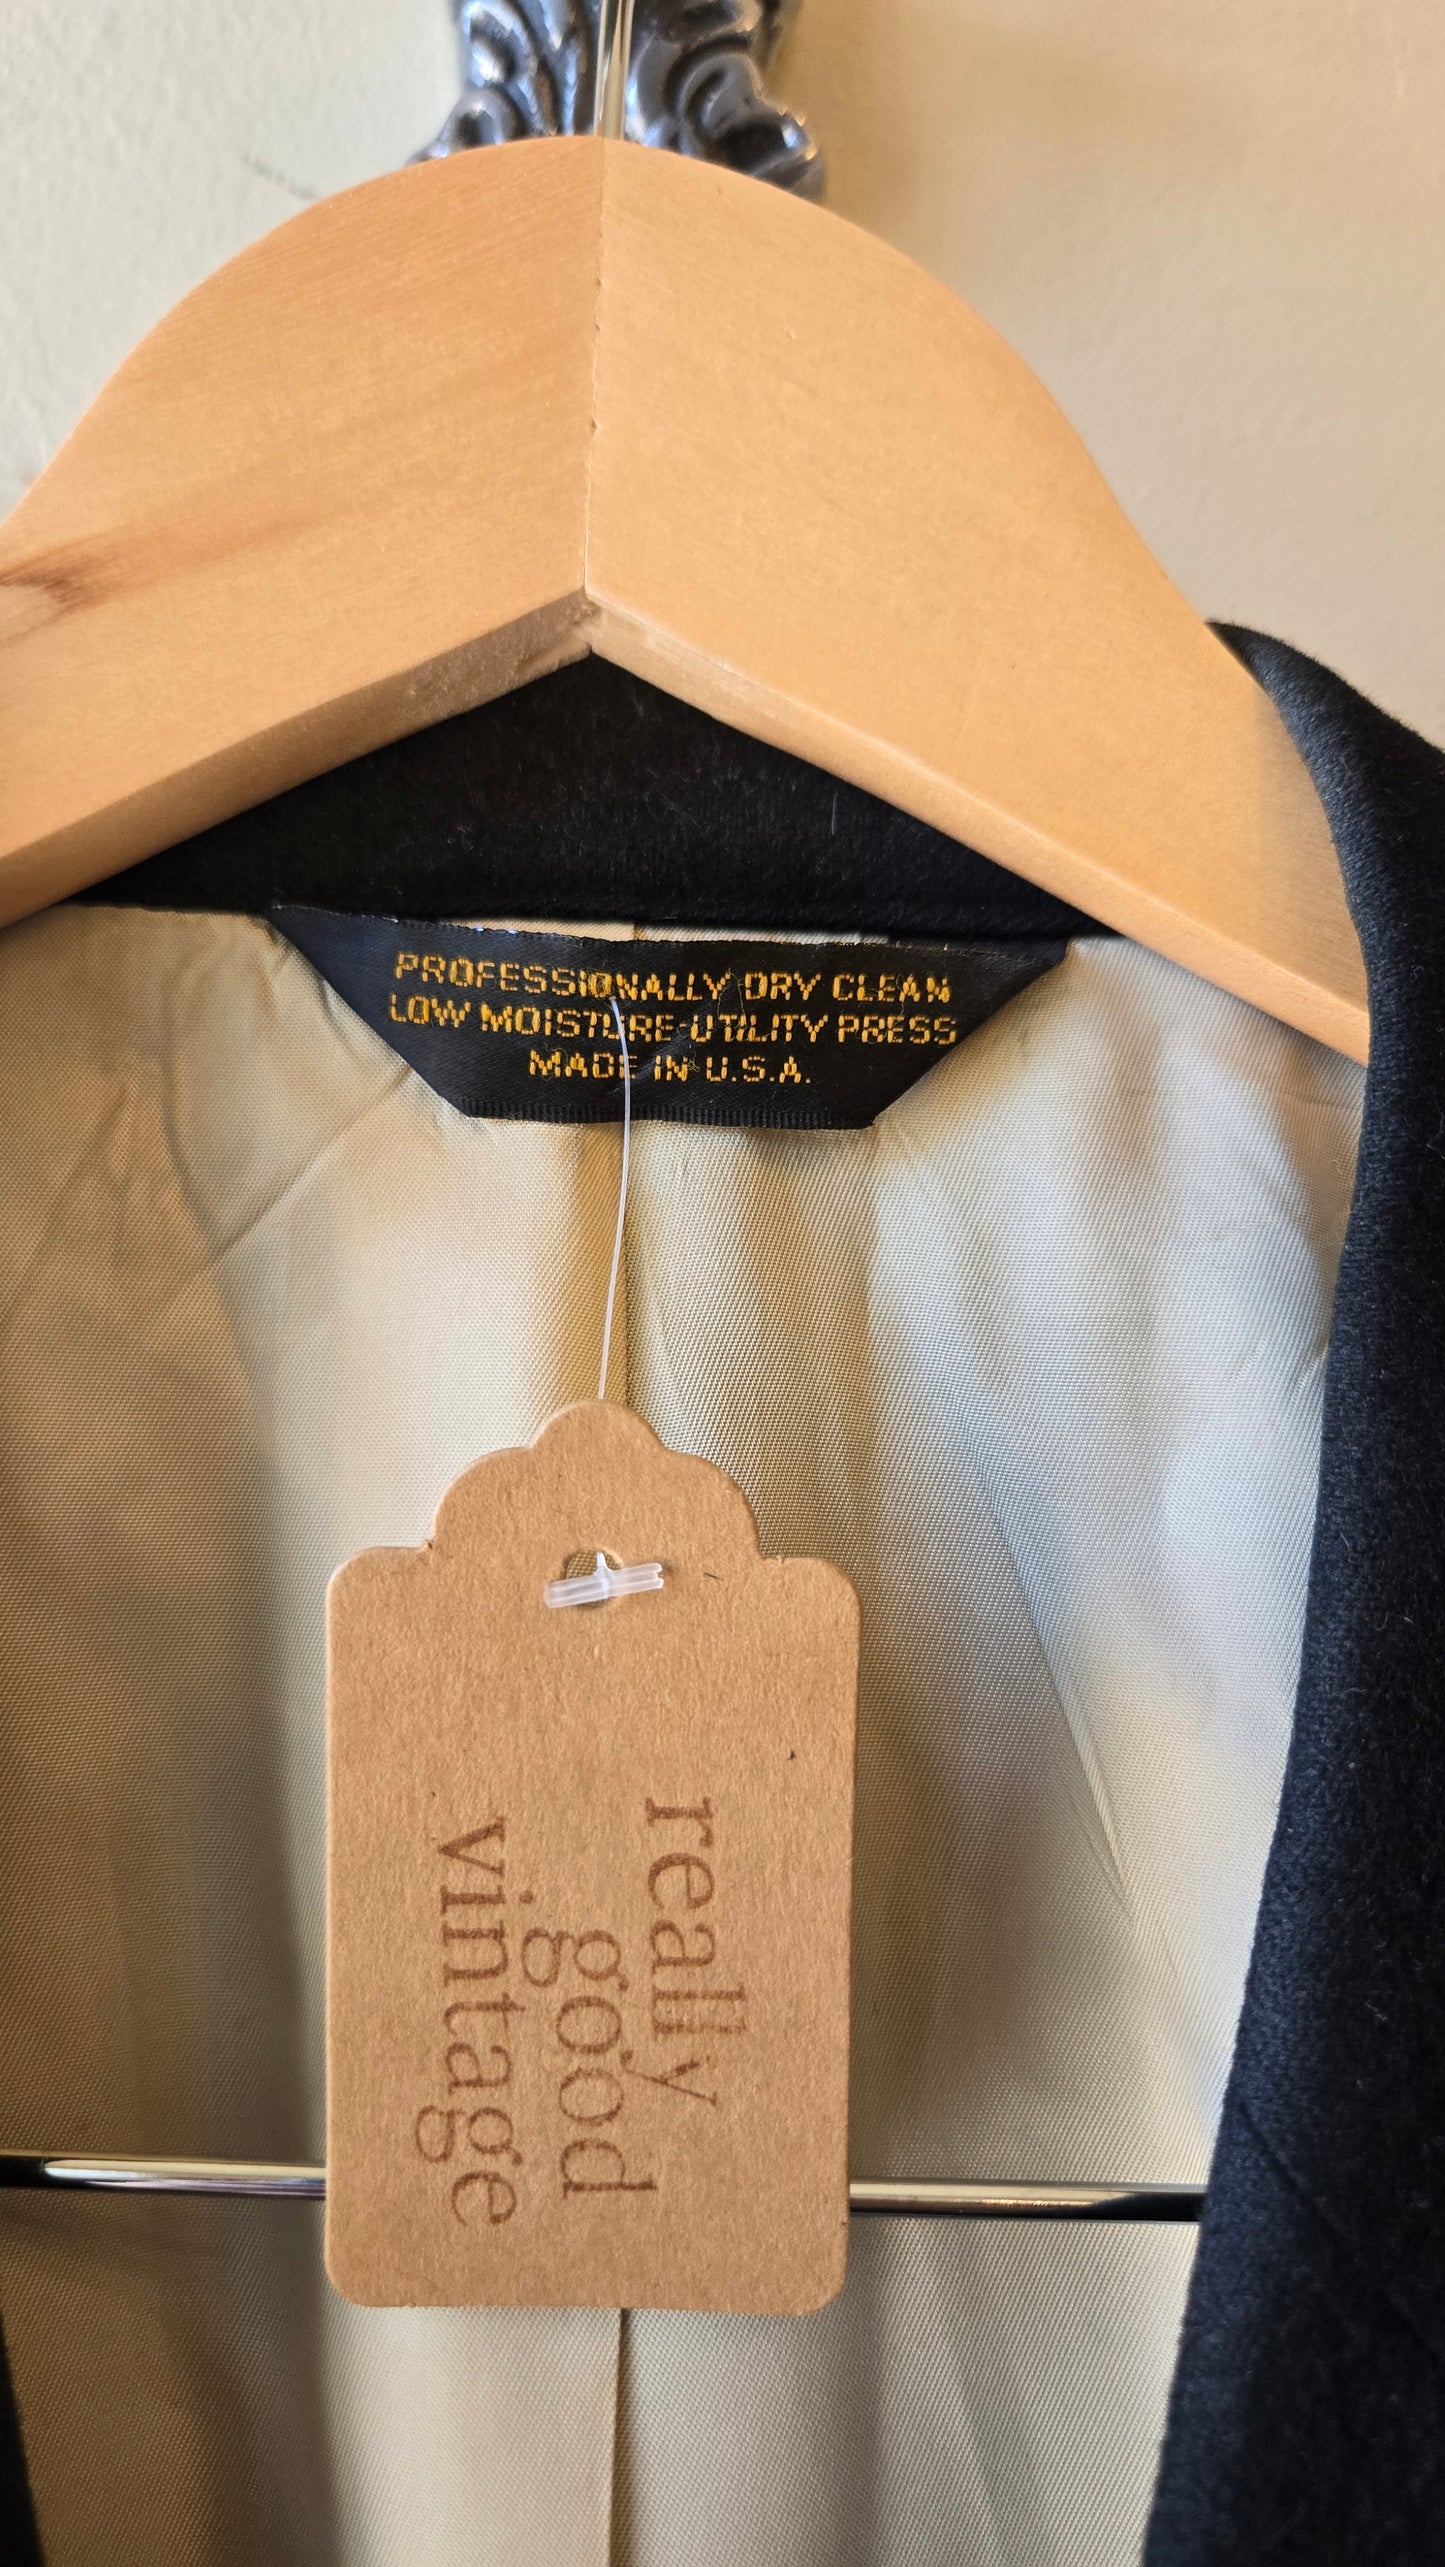 PROFESSIONALLY DRY CLEAN
LOW MOISTURE-UTILITY PRESS
MADE IN U.S.A.
really
good
vintage